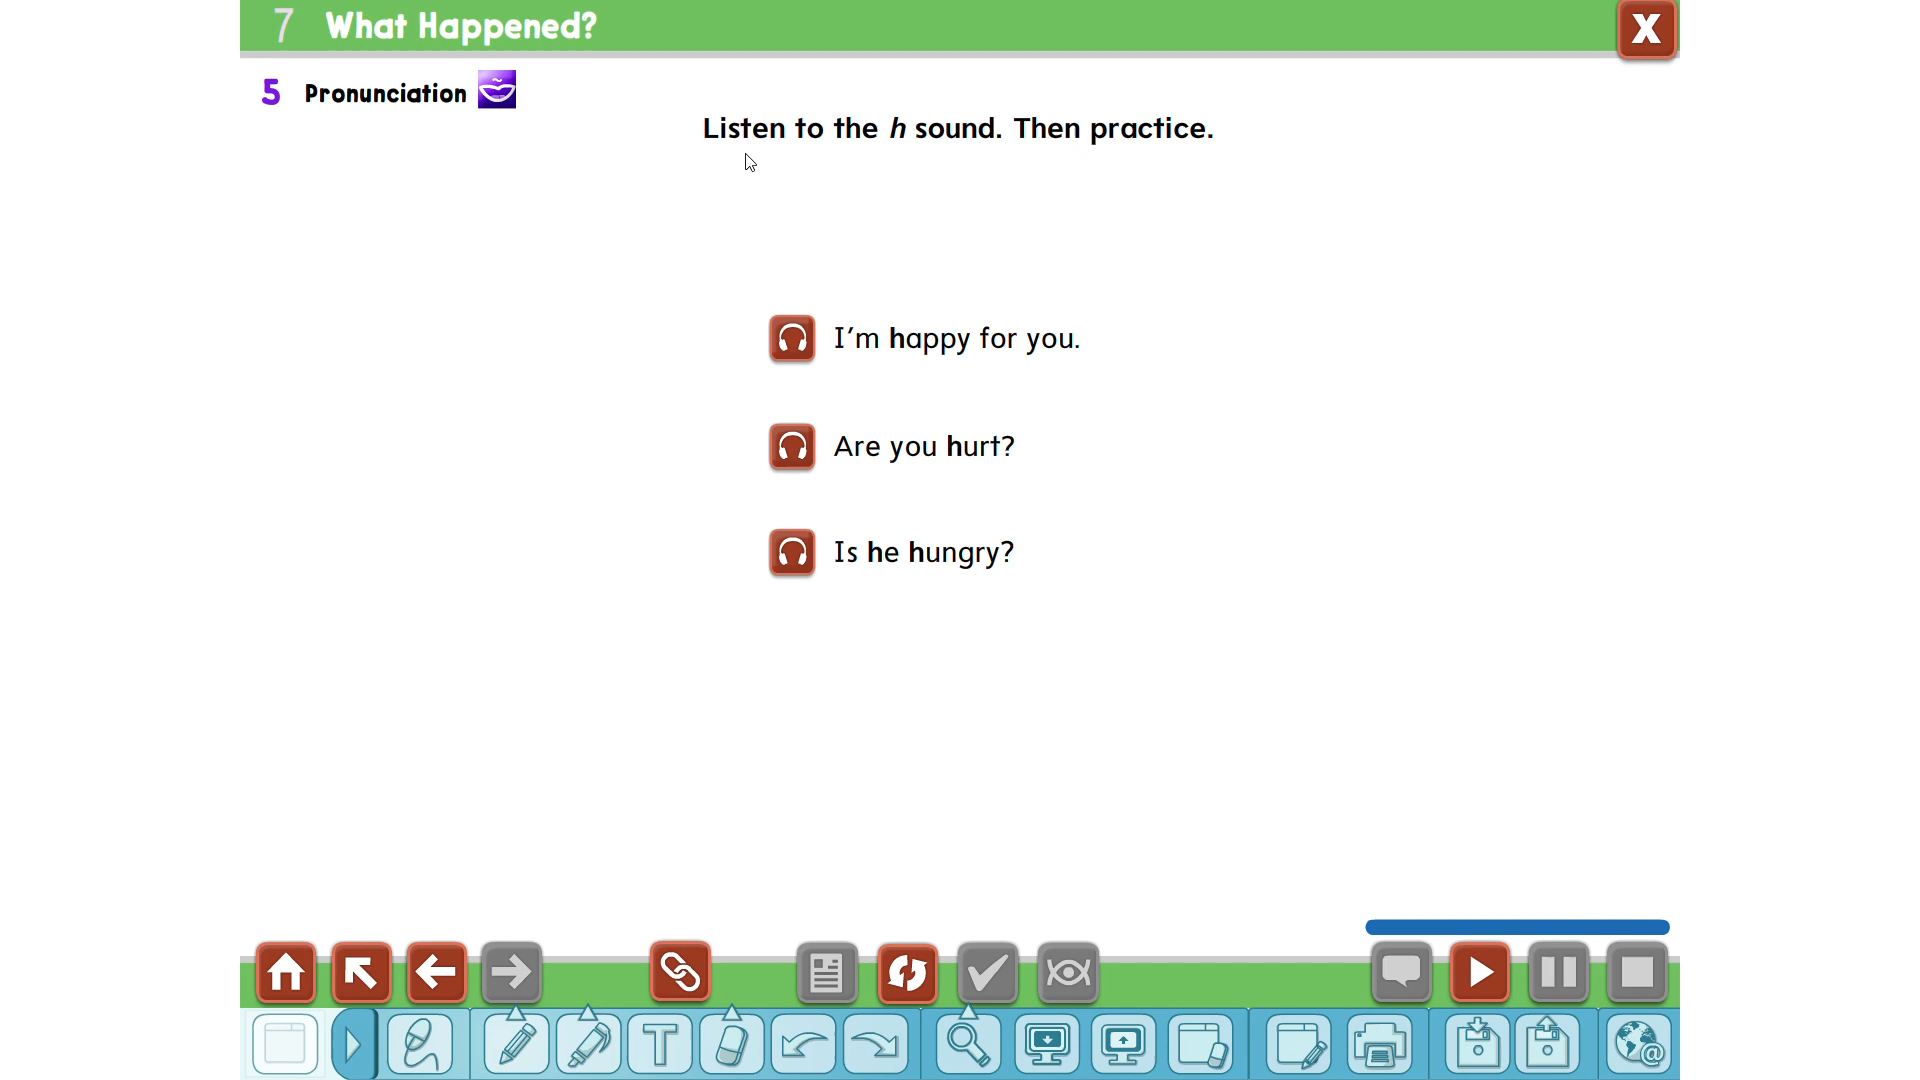 7 What Happened?
X
5 Pronunciation
Listen to the h sound. Then practice.
I'm happy for you.
Are you hurt?
Is he hungry?
T
@